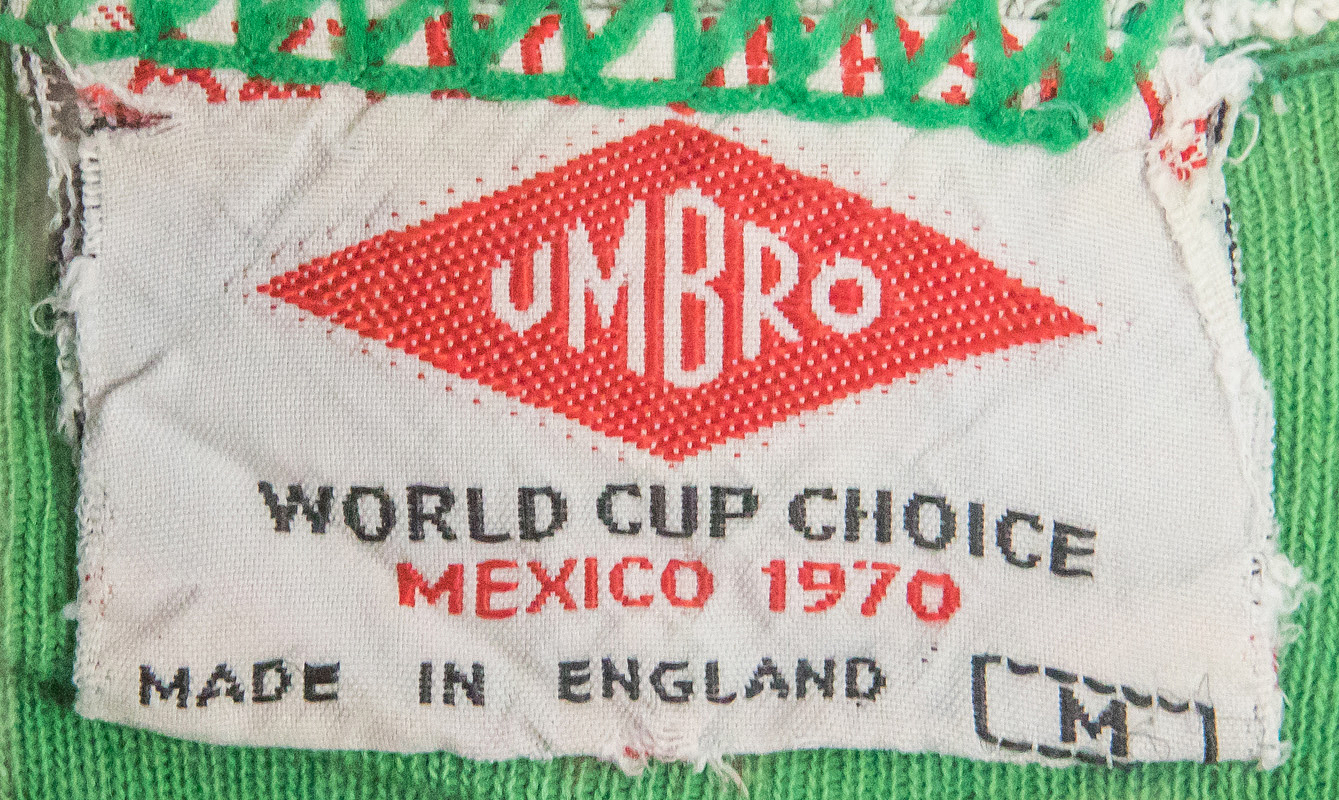 UMBRO
WORLD CUP CHOICE
MEXICO 1970
MADE IN ENGLAND
M